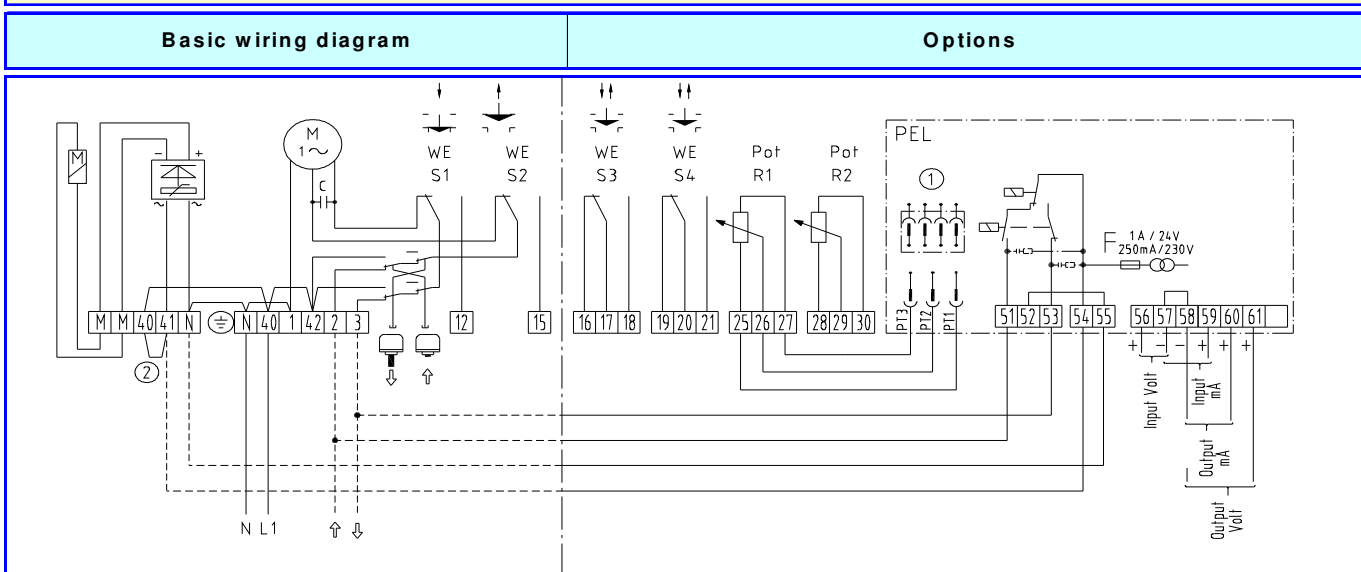 Basic wiring diagram Options
M 1~ C
WE S1
WE S2
WE S3
WE S4
Pot R1
Pot R2
PEL
1
M
- +
~ ~
F 1A / 24V
250mA/230V
M M 40 41 N N 40 1 42 2 3 12 15 16 17 18 19 20 21 25 26 27 28 29 30 PT3 PT2 PT1 51 52 53 54 55 56 57 58 59 60 61
2
+ - - + + +
Input Volt
Input mA
Output mA
Output Volt
N L1